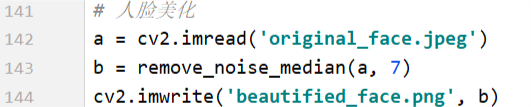 141 # 人脸美化
142 a = cv2.imread('original_face.jpeg')
143 b = remove_noise_median(a, 7)
144 cv2.imwrite('beautified_face.png', b)